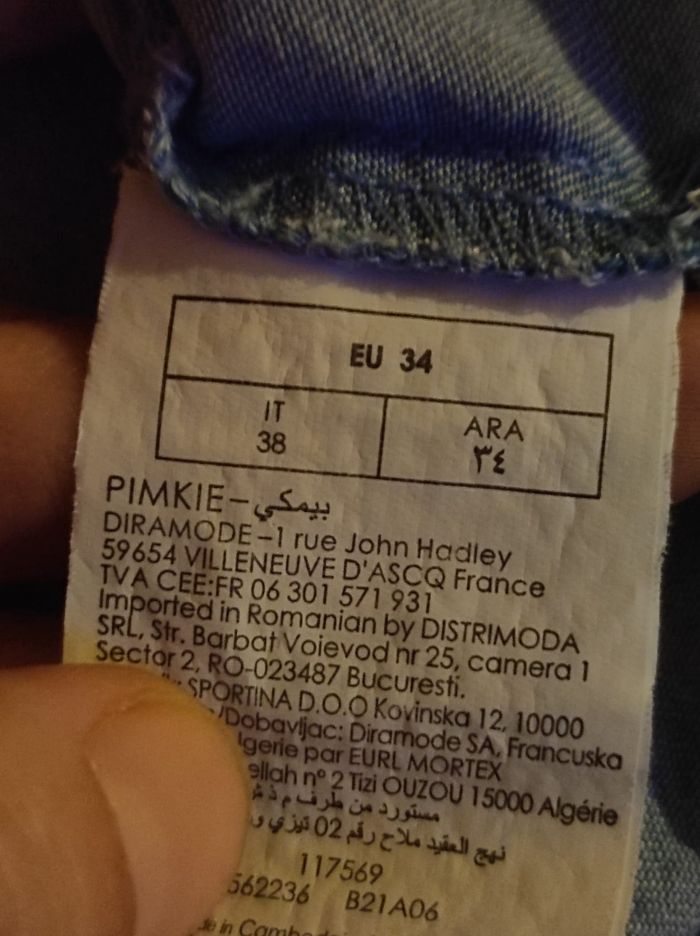 EU 34
IT
38
ARA
٣٤
PIMKIE – بيمكي
DIRAMODE – 1 rue John Hadley
59654 VILLENEUVE D'ASCQ France
TVA CEE:FR 06 301 571 931
Imported in Romanian by DISTRIMODA
SRL, Str. Barbat Voievod nr 25, camera 1
Sector 2, RO-023487 Bucuresti.
SPORTINA D.O.O Kovinska 12, 10000
/Dobavljac: Diramode SA, Francuska
par EURL MORTEX
n° 2 Tizi OUZOU 15000 Algérie
مستورد من طرف م ذ ش
نهج العقيد ملاح رقم 02 تيزي و
117569
562236 B21A06
in